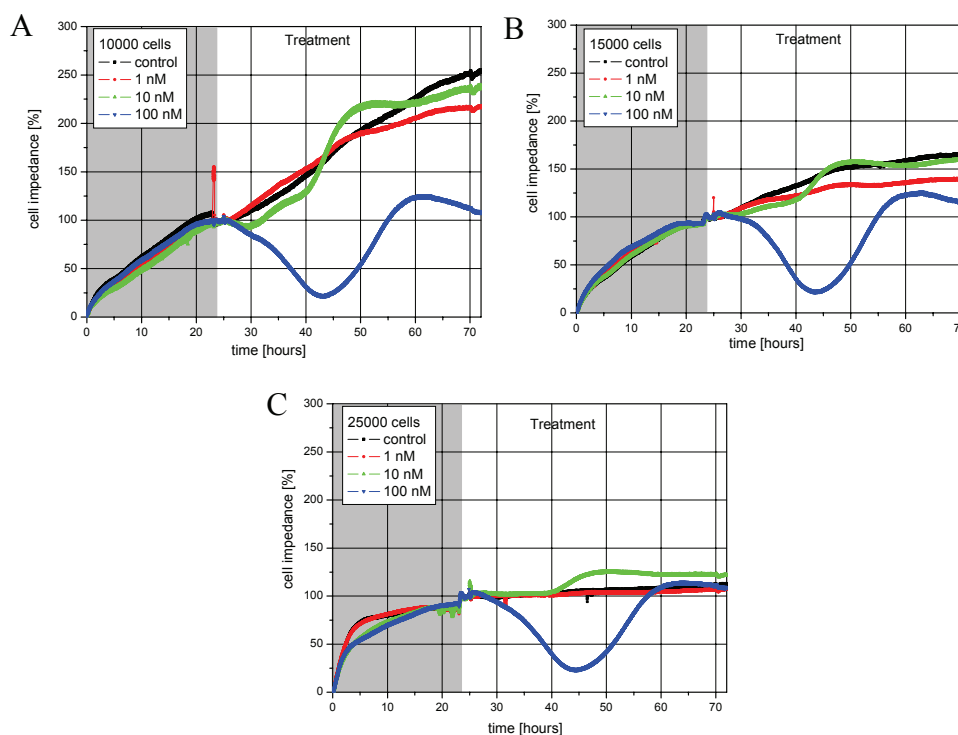 A
10000 cells
control
1 nM
10 nM
100 nM
Treatment
cell impedance [%]
300
250
200
150
100
50
0
0 10 20 30 40 50 60 70
time [hours]
B
15000 cells
control
1 nM
10 nM
100 nM
Treatment
cell impedance [%]
300
250
200
150
100
50
0
0 10 20 30 40 50 60 70
time [hours]
C
25000 cells
control
1 nM
10 nM
100 nM
Treatment
cell impedance [%]
300
250
200
150
100
50
0
0 10 20 30 40 50 60 70
time [hours]